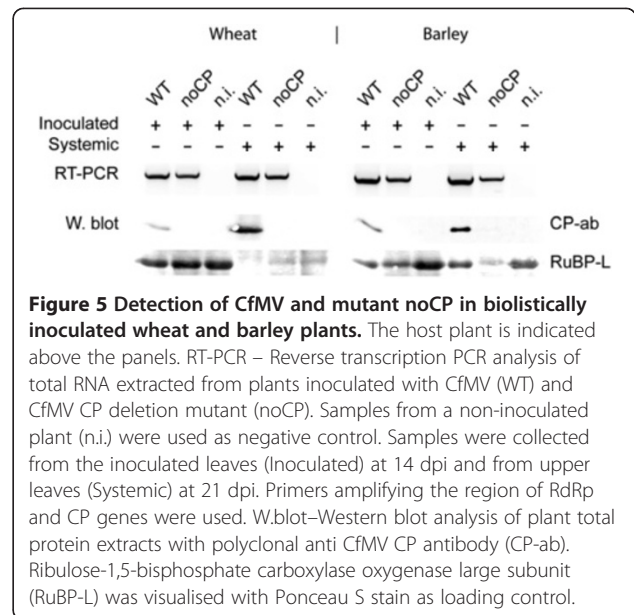 Wheat | Barley
WT noCP n.i. WT noCP n.i. WT noCP n.i. WT noCP n.i.
Inoculated + + + – – – + + + – – –
Systemic – – – + + + – – – + + +
RT-PCR
W. blot CP-ab
RuBP-L
Figure 5 Detection of CfMV and mutant noCP in biolistically
inoculated wheat and barley plants. The host plant is indicated
above the panels. RT-PCR – Reverse transcription PCR analysis of
total RNA extracted from plants inoculated with CfMV (WT) and
CfMV CP deletion mutant (noCP). Samples from a non-inoculated
plant (n.i.) were used as negative control. Samples were collected
from the inoculated leaves (Inoculated) at 14 dpi and from upper
leaves (Systemic) at 21 dpi. Primers amplifying the region of RdRp
and CP genes were used. W.blot–Western blot analysis of plant total
protein extracts with polyclonal anti CfMV CP antibody (CP-ab).
Ribulose-1,5-bisphosphate carboxylase oxygenase large subunit
(RuBP-L) was visualised with Ponceau S stain as loading control.